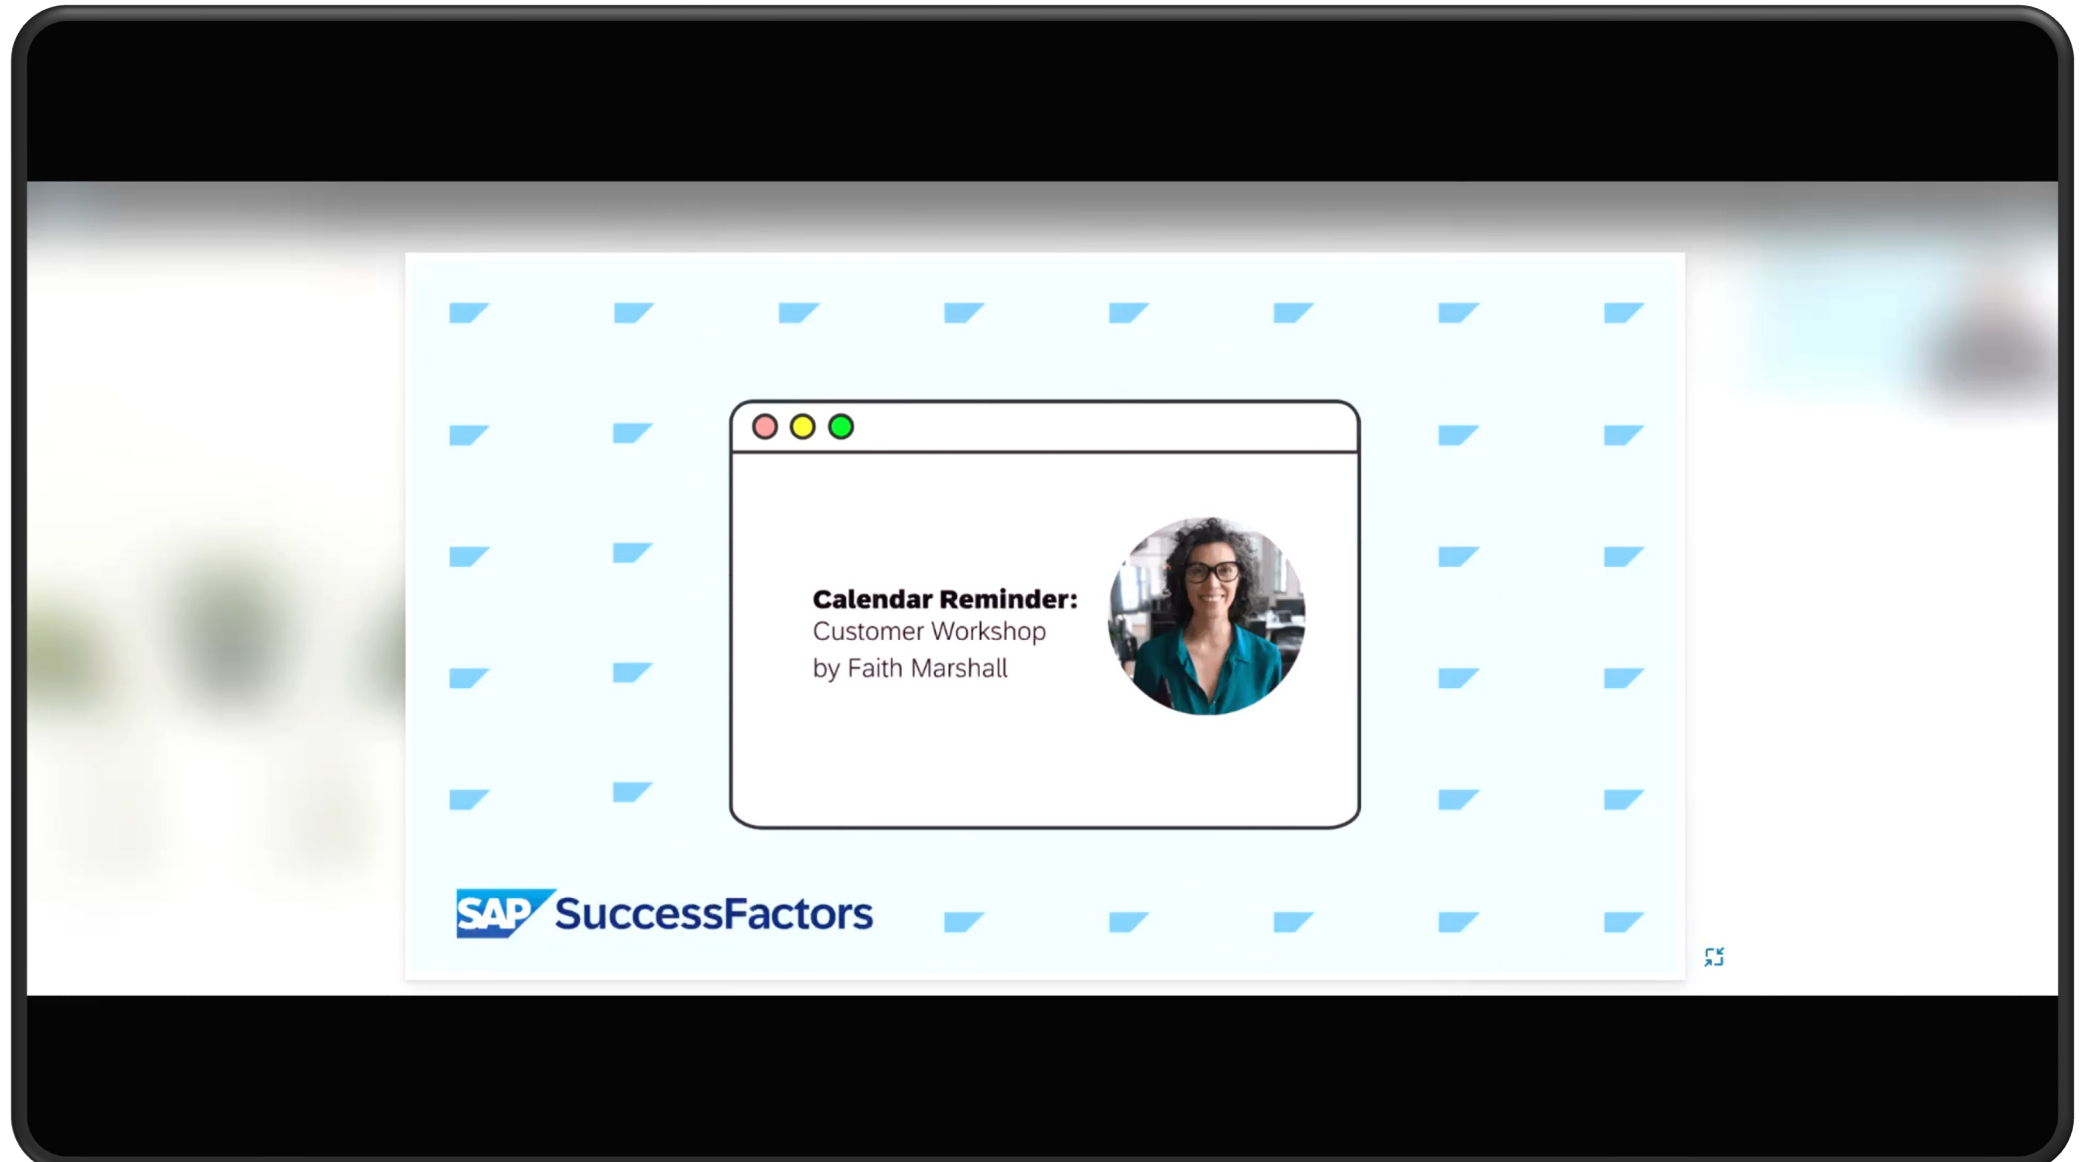 Calendar Reminder:
Customer Workshop
by Faith Marshall
SAP SuccessFactors